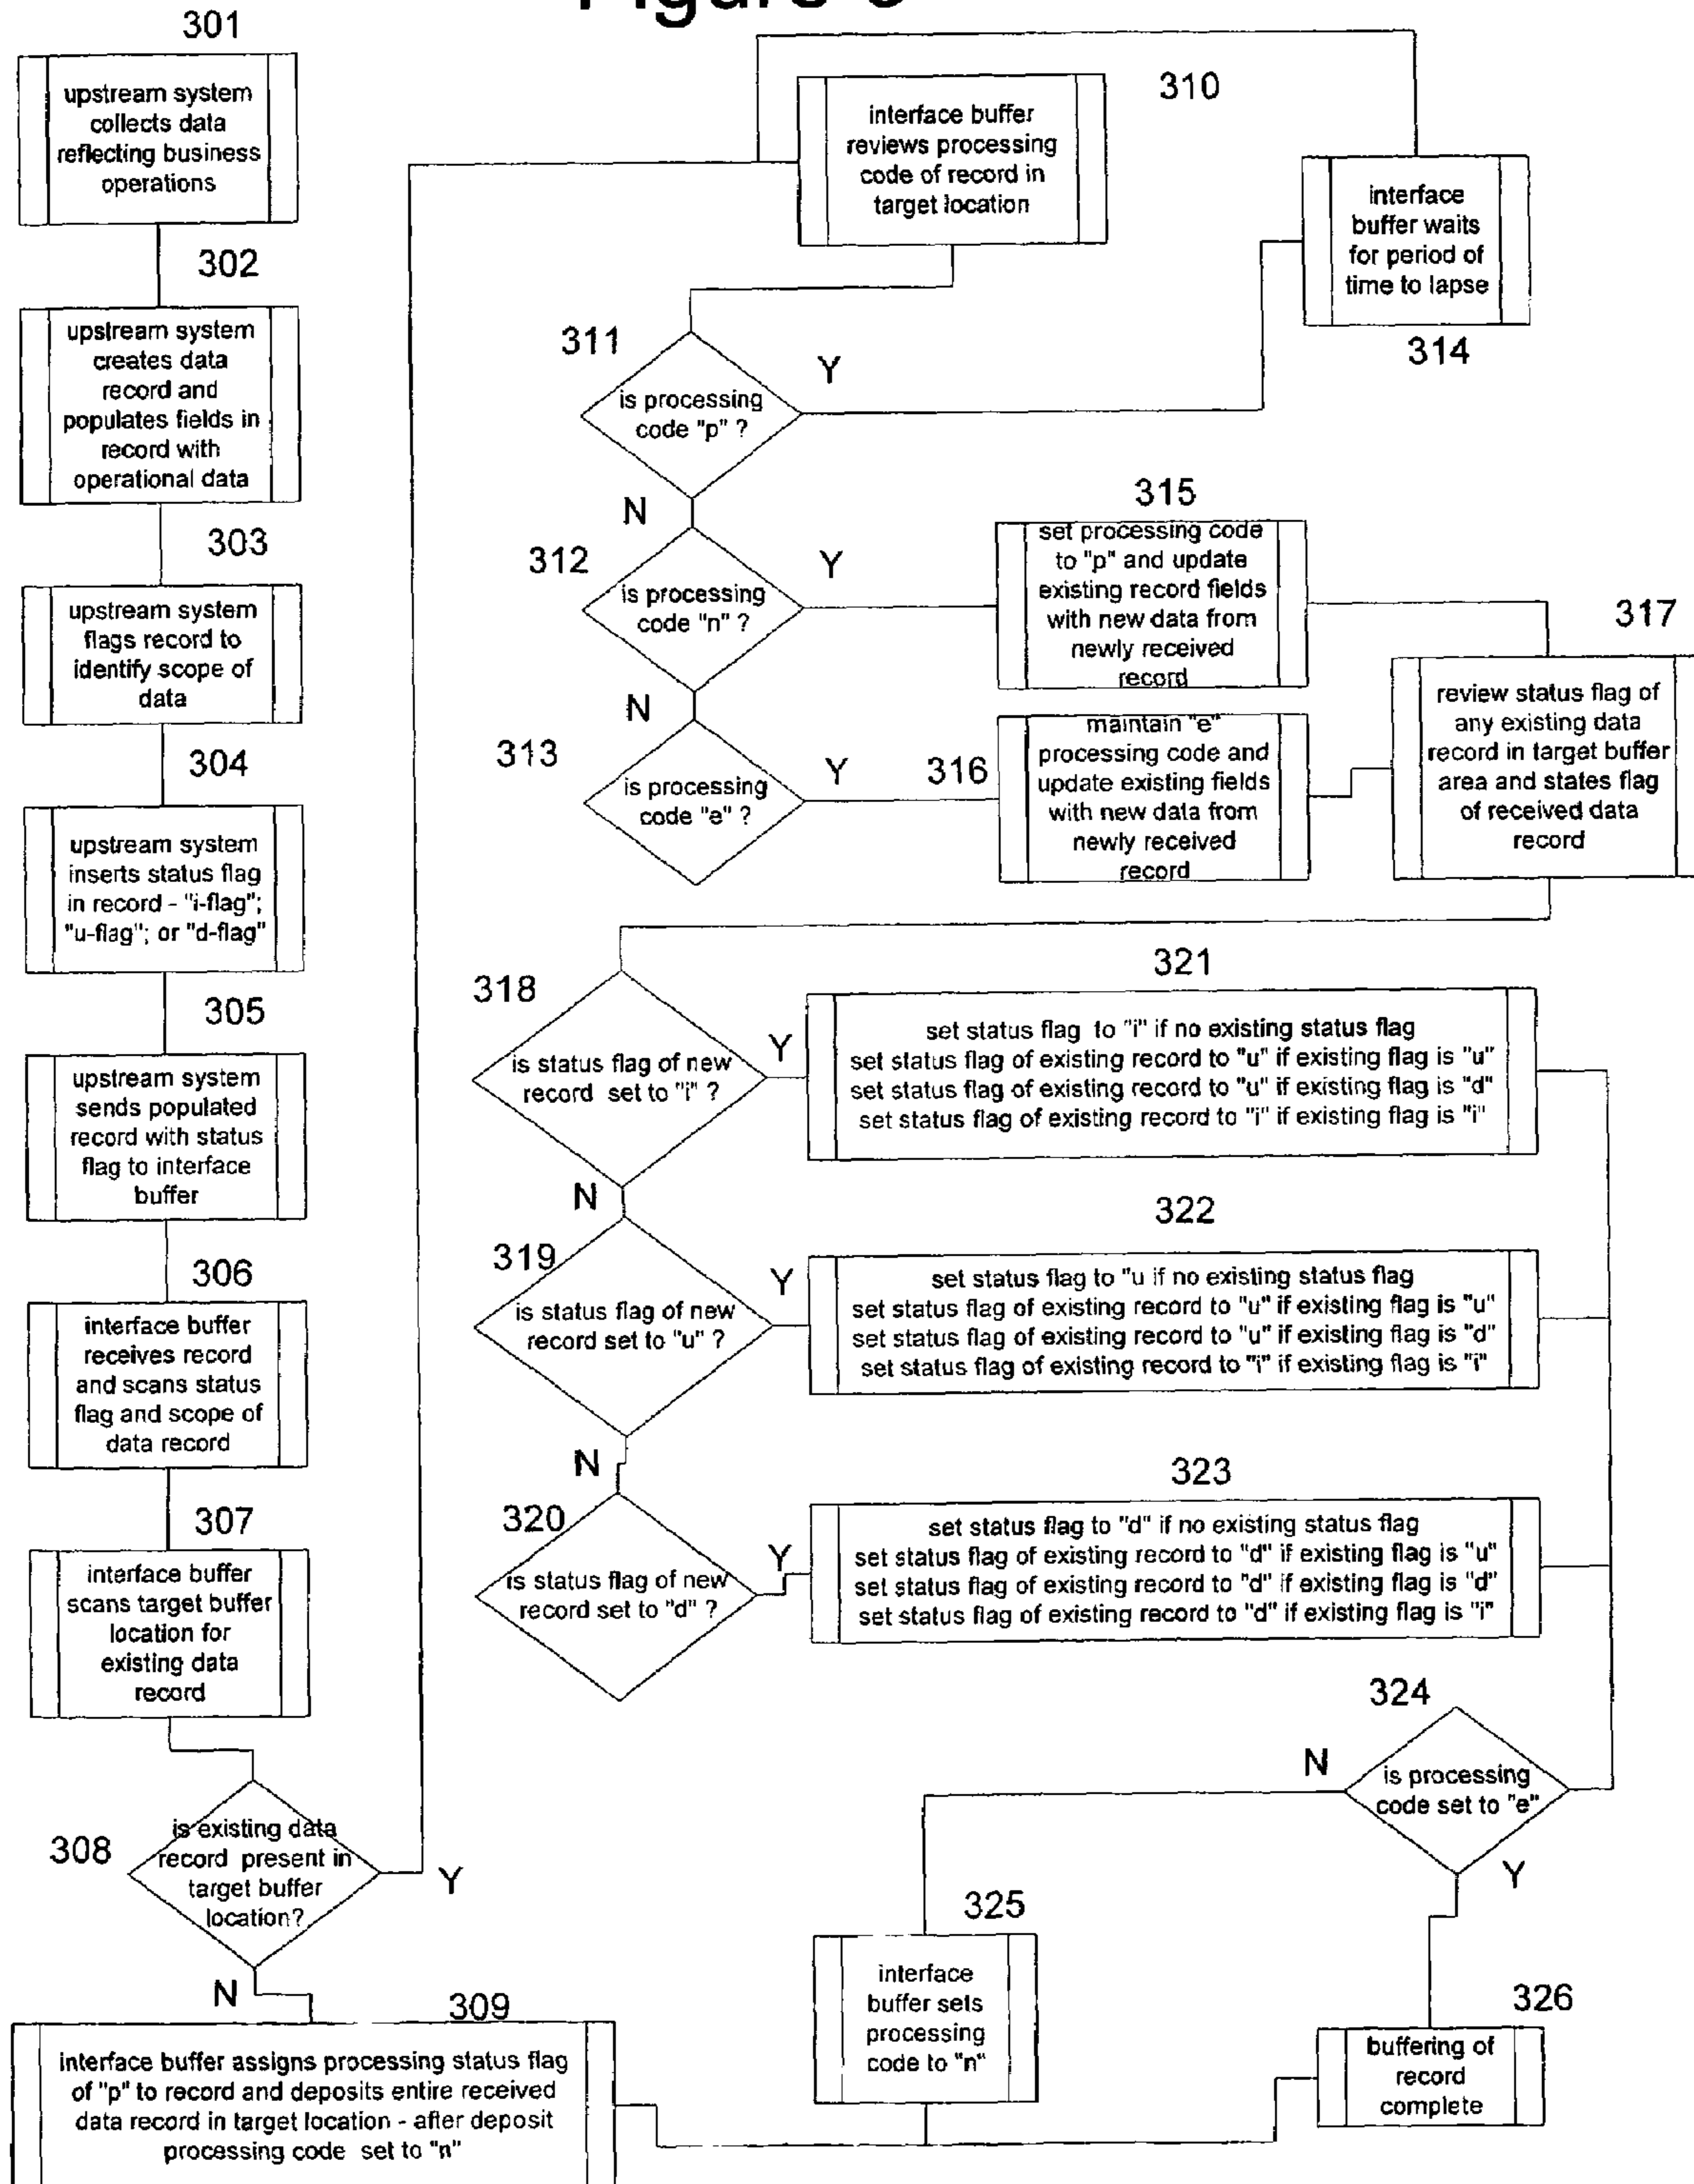 301
upstream system
collects data
reflecting business
operations
302
upstream system
creates data
record and
populates fields in
record with
operational data
303
upstream system
flags record to
identify scope of
data
304
upstream system
inserts status flag
in record - "i-flag";
"u-flag"; or "d-flag"
305
upstream system
sends populated
record with status
flag to interface
buffer
306
interface buffer
receives record
and scans status
flag and scope of
data record
307
interface buffer
scans target buffer
location for
existing data
record
308
is existing data
record present in
target buffer
location?
Y
N
309
interface buffer assigns processing status flag
of "p" to record and deposits entire received
data record in target location - after deposit
processing code set to "n"
310
interface buffer
reviews processing
code of record in
target location
311
is processing
code "p" ?
Y
N
314
interface
buffer waits
for period of
time to lapse
312
is processing
code "n" ?
Y
N
315
set processing code
to "p" and update
existing record fields
with new data from
newly received
record
313
is processing
code "e" ?
Y
316
maintain "e"
processing code and
update existing fields
with new data from
newly received
record
317
review status flag of
any existing data
record in target buffer
area and states flag
of received data
record
318
is status flag of new
record set to "i" ?
Y
N
321
set status flag to "i" if no existing status flag
set status flag of existing record to "u" if existing flag is "u"
set status flag of existing record to "u" if existing flag is "d"
set status flag of existing record to "i" if existing flag is "i"
319
is status flag of new
record set to "u" ?
Y
N
322
set status flag to "u if no existing status flag
set status flag of existing record to "u" if existing flag is "u"
set status flag of existing record to "u" if existing flag is "d"
set status flag of existing record to "i" if existing flag is "i"
320
is status flag of new
record set to "d" ?
Y
323
set status flag to "d" if no existing status flag
set status flag of existing record to "d" if existing flag is "u"
set status flag of existing record to "d" if existing flag is "d"
set status flag of existing record to "d" if existing flag is "i"
324
is processing
code set to "e"
N
Y
325
interface
buffer sets
processing
code to "n"
326
buffering of
record
complete